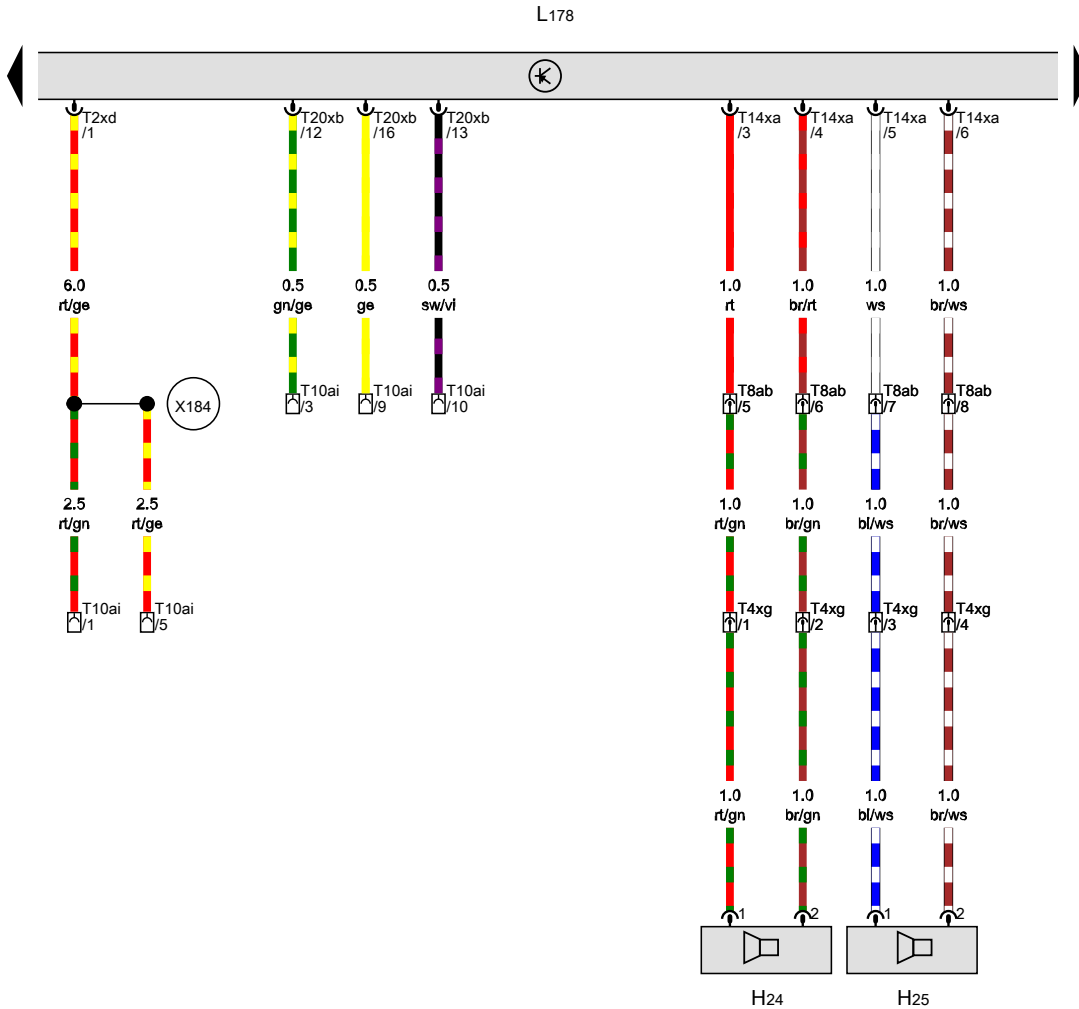 L178
T2xd
/1
T20xb
/12
T20xb
/16
T20xb
/13
T14xa
/3
T14xa
/4
T14xa
/5
T14xa
/6
6.0
rt/ge
0.5
gn/ge
0.5
ge
0.5
sw/vi
1.0
rt
1.0
br/rt
1.0
ws
1.0
br/ws
X184
T10ai
/3
T10ai
/9
T10ai
/10
T8ab
/5
T8ab
/6
T8ab
/7
T8ab
/8
2.5
rt/gn
2.5
rt/ge
1.0
rt/gn
1.0
br/gn
1.0
bl/ws
1.0
br/ws
T10ai
/1
T10ai
/5
T4xg
/1
T4xg
/2
T4xg
/3
T4xg
/4
1.0
rt/gn
1.0
br/gn
1.0
bl/ws
1.0
br/ws
1
2
1
2
H24
H25